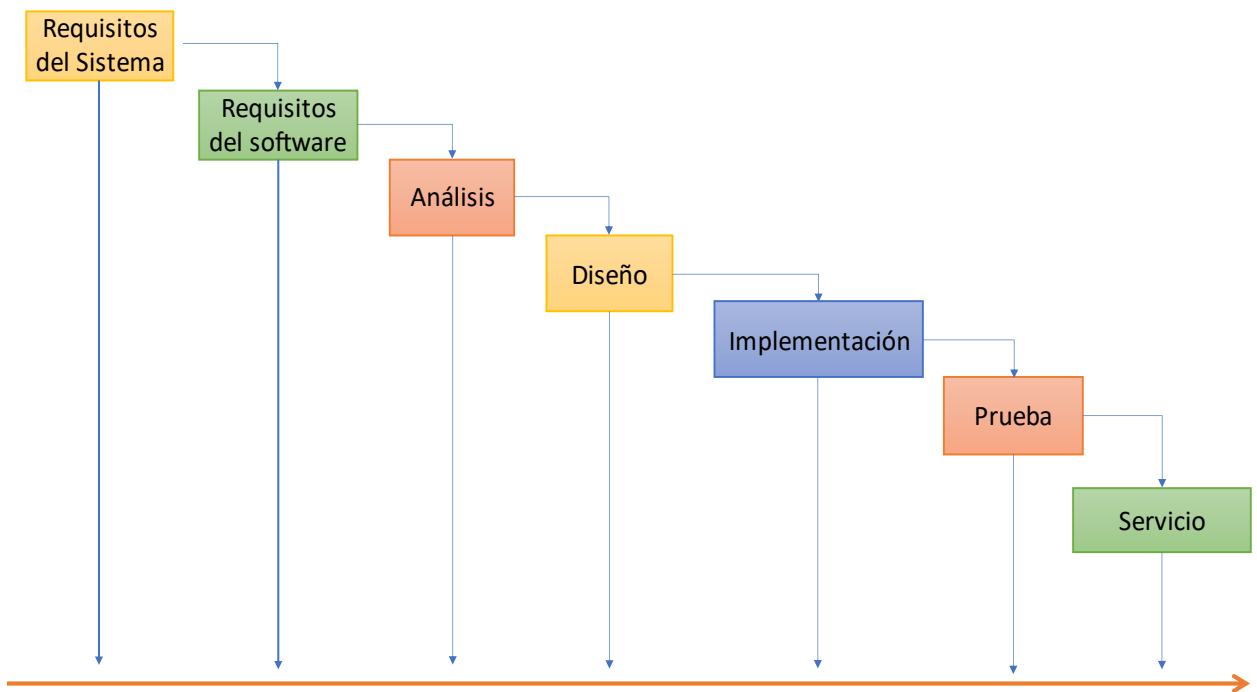 Requisitos
del Sistema
Requisitos
del software
Análisis
Diseño
Implementación
Prueba
Servicio